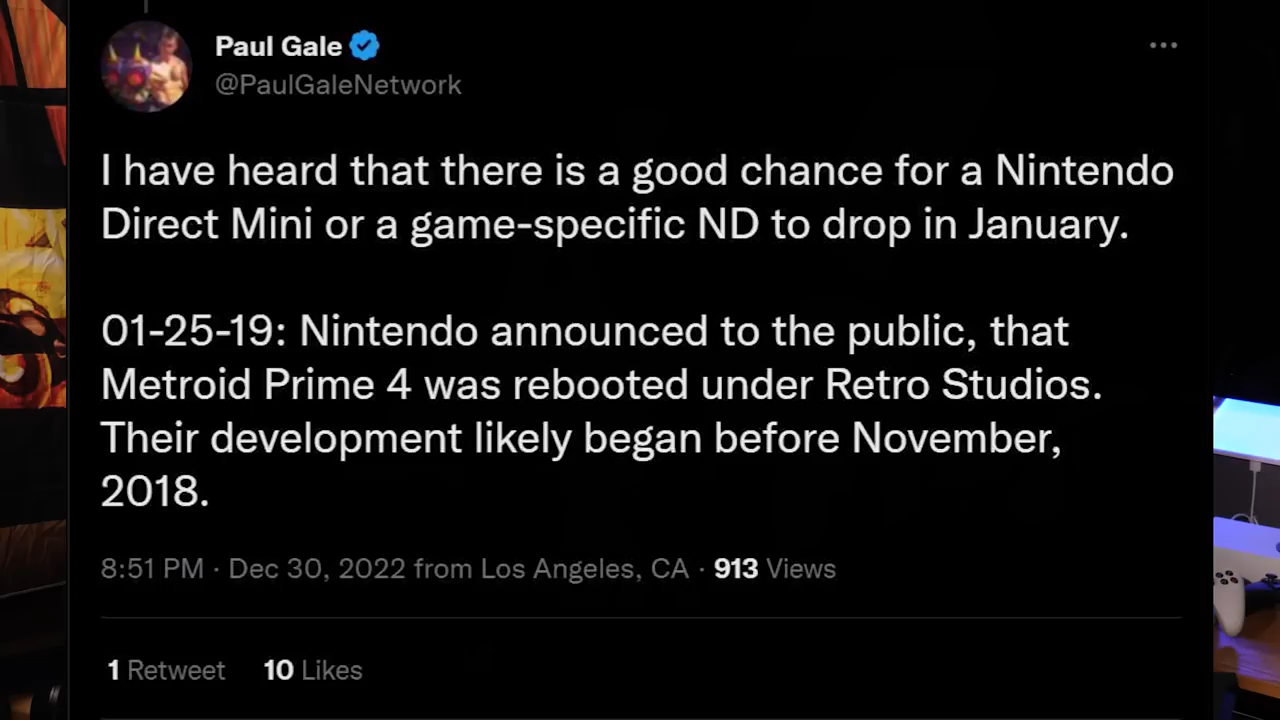 Paul Gale
@PaulGaleNetwork
I have heard that there is a good chance for a Nintendo
Direct Mini or a game-specific ND to drop in January.
01-25-19: Nintendo announced to the public, that
Metroid Prime 4 was rebooted under Retro Studios.
Their development likely began before November,
2018.
8:51 PM · Dec 30, 2022 from Los Angeles, CA · 913 Views
1 Retweet 10 Likes